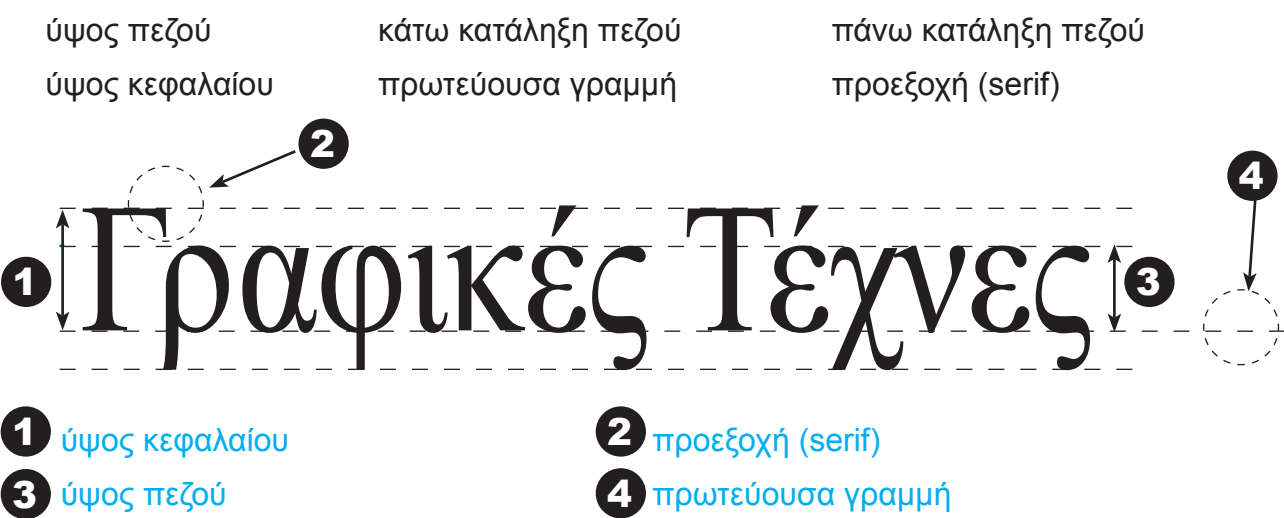 ύψος πεζού κάτω κατάληξη πεζού πάνω κατάληξη πεζού
ύψος κεφαλαίου πρωτεύουσα γραμμή προεξοχή (serif)
2
4
Γραφικές Τέχνες
1
3
1 ύψος κεφαλαίου 2 προεξοχή (serif)
3 ύψος πεζού 4 πρωτεύουσα γραμμή